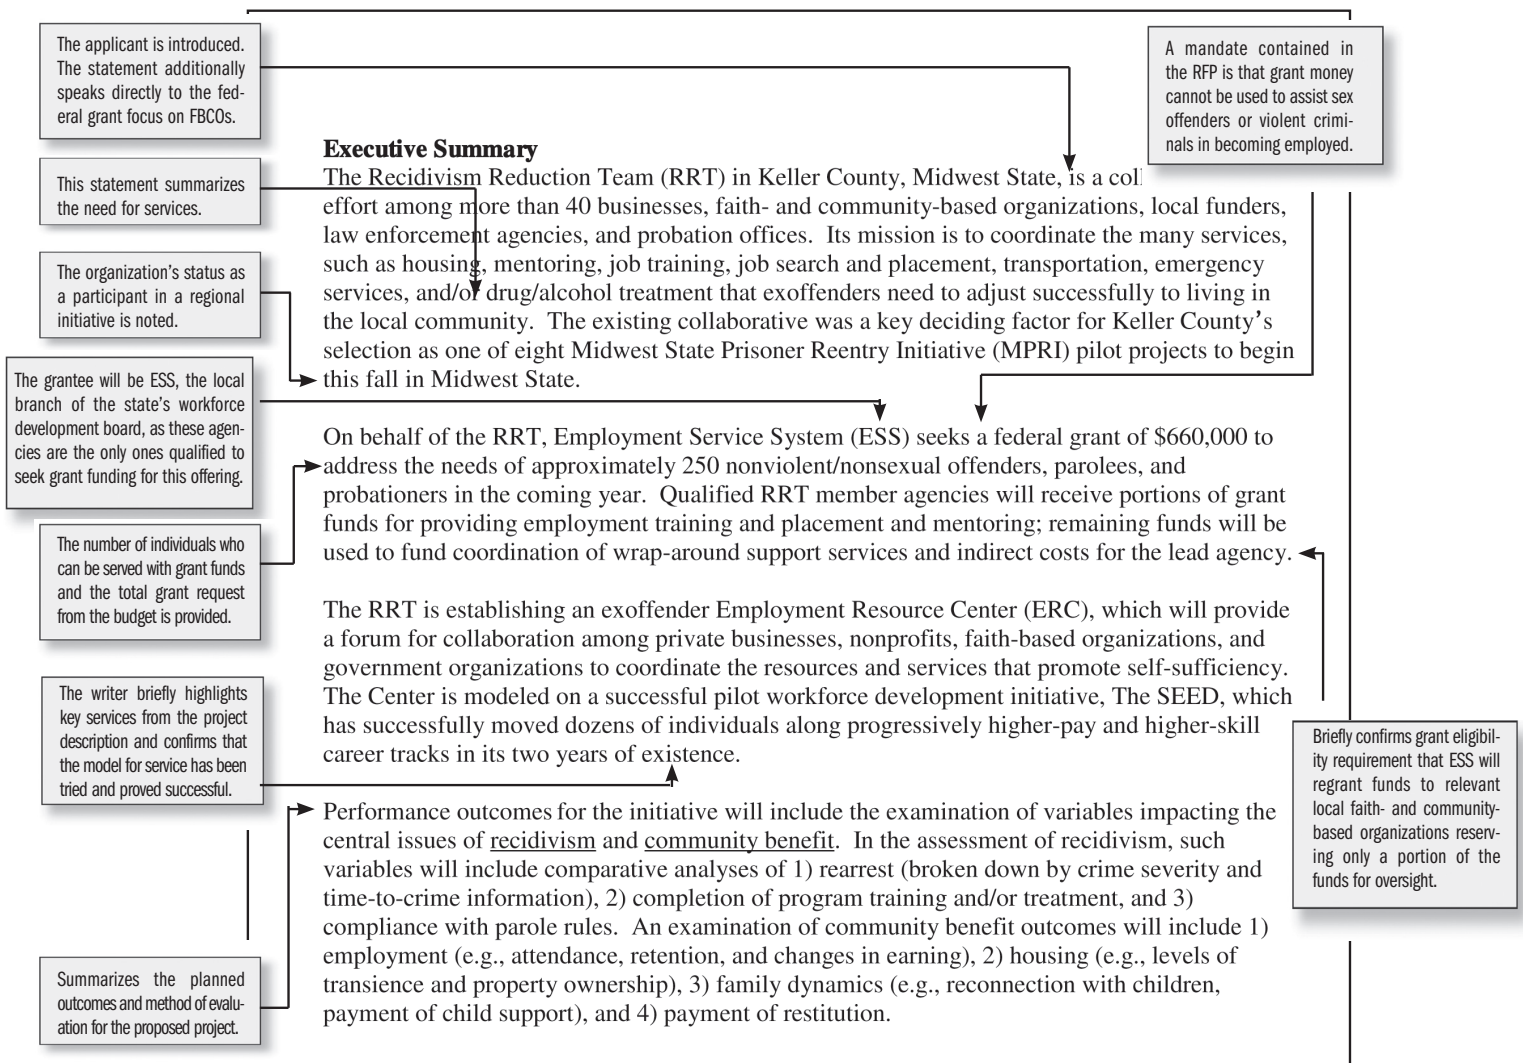 The applicant is introduced.
The statement additionally
speaks directly to the fed-
eral grant focus on FBCOs.
A mandate contained in
the RFP is that grant money
cannot be used to assist sex
offenders or violent crimi-
nals in becoming employed.
This statement summarizes
the need for services.
The organization's status as
a participant in a regional
initiative is noted.
The grantee will be ESS, the local
branch of the state's workforce
development board, as these agen-
cies are the only ones qualified to
seek grant funding for this offering.
The number of individuals who
can be served with grant funds
and the total grant request
from the budget is provided.
The writer briefly highlights
key services from the project
description and confirms that
the model for service has been
tried and proved successful.
Summarizes the planned
outcomes and method of evalu-
ation for the proposed project.
Executive Summary
The Recidivism Reduction Team (RRT) in Keller County, Midwest State, is a
effort among more than 40 businesses, faith- and community-based organizations, local funders,
law enforcement agencies, and probation offices. Its mission is to coordinate the many services,
such as housing, mentoring, job training, job search and placement, transportation, emergency
services, and/or drug/alcohol treatment that exoffenders need to adjust successfully to living in
the local community. The existing collaborative was a key deciding factor for Keller County's
selection as one of eight Midwest State Prisoner Reentry Initiative (MPRI) pilot projects to begin
this fall in Midwest State.
On behalf of the RRT, Employment Service System (ESS) seeks a federal grant of $660,000 to
address the needs of approximately 250 nonviolent/nonsexual offenders, parolees, and
probationers in the coming year. Qualified RRT member agencies will receive portions of grant
funds for providing employment training and placement and mentoring; remaining funds will be
used to fund coordination of wrap-around support services and indirect costs for the lead agency.
The RRT is establishing an exoffender Employment Resource Center (ERC), which will provide
a forum for collaboration among private businesses, nonprofits, faith-based organizations, and
government organizations to coordinate the resources and services that promote self-sufficiency.
The Center is modeled on a successful pilot workforce development initiative, The SEED, which
has successfully moved dozens of individuals along progressively higher-pay and higher-skill
career tracks in its two years of existence.
Performance outcomes for the initiative will include the examination of variables impacting the
central issues of recidivism and community benefit. In the assessment of recidivism, such
variables will include comparative analyses of 1) rearrest (broken down by crime severity and
time-to-crime information), 2) completion of program training and/or treatment, and 3)
compliance with parole rules. An examination of community benefit outcomes will include 1)
employment (e.g., attendance, retention, and changes in earning), 2) housing (e.g., levels of
transience and property ownership), 3) family dynamics (e.g., reconnection with children,
payment of child support), and 4) payment of restitution.
Briefly confirms grant eligibil-
ity requirement that ESS will
regrant funds to relevant
local faith- and community-
based organizations reserv-
ing only a portion of the
funds for oversight.